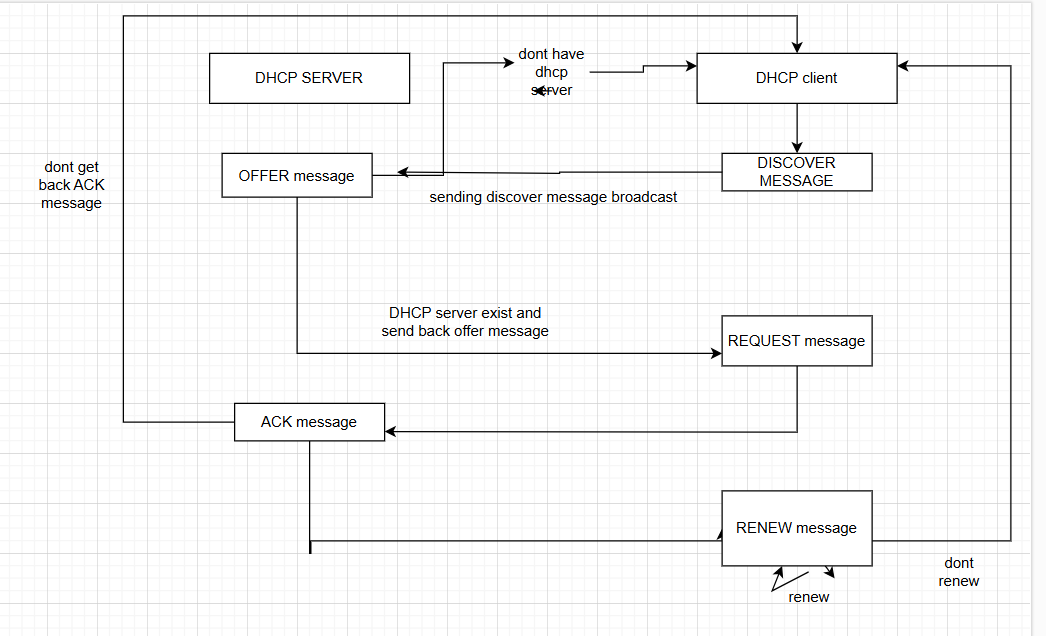 dont have
dhcp
server
DHCP SERVER
DHCP client
dont get
back ACK
message
OFFER message
DISCOVER
MESSAGE
sending discover message broadcast
DHCP server exist and
send back offer message
REQUEST message
ACK message
RENEW message
dont
renew
renew